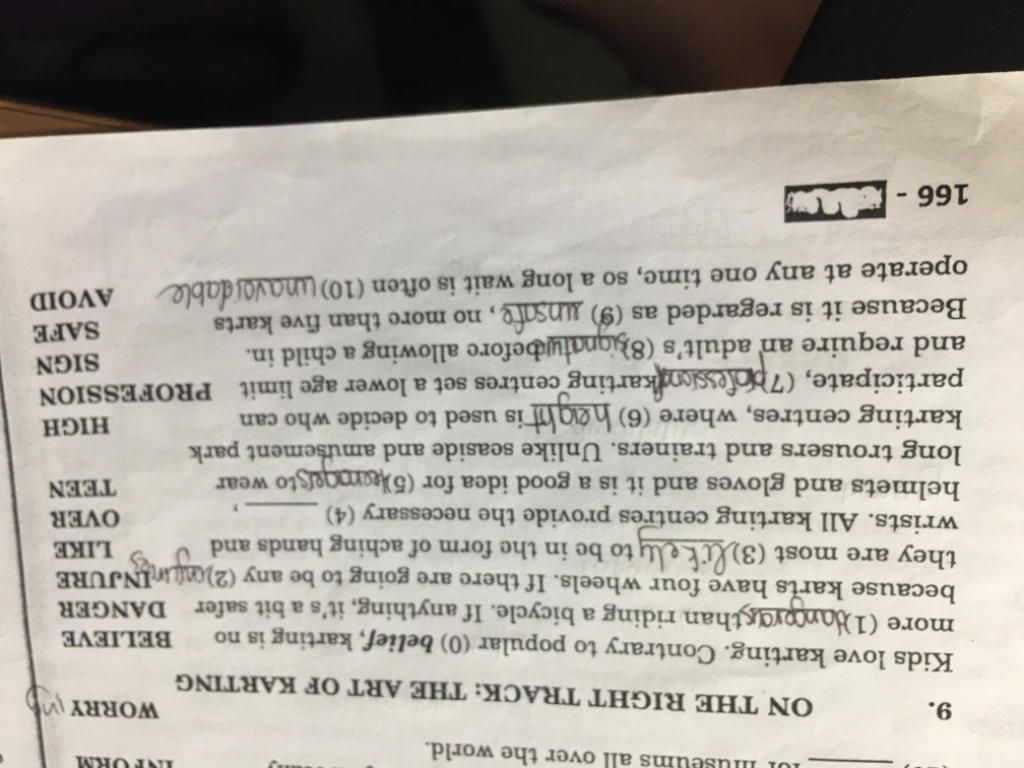 for museums all over the world. INFORM
WORRY
9. ON THE RIGHT TRACK: THE ART OF KARTING
Kids love karting. Contrary to popular (0) belief, karting is no BELIEVE
more (1) dangerous than riding a bicycle. If anything, it's a bit safer DANGER
because karts have four wheels. If there are going to be any (2) INJURE
they are most (3) likelly to be in the form of aching hands and LIKE
wrists. All karting centres provide the necessary (4) ______, OVER
helmets and gloves and it is a good idea for (5) teenagers to wear TEEN
long trousers and trainers. Unlike seaside and amusement park
karting centres, where (6) height is used to decide who can HIGH
participate, (7) professional karting centres set a lower age limit PROFESSION
and require an adult's (8) signature before allowing a child in. SIGN
Because it is regarded as (9) unsafe, no more than five karts SAFE
operate at any one time, so a long wait is often (10) unaverdable AVOID
166 -